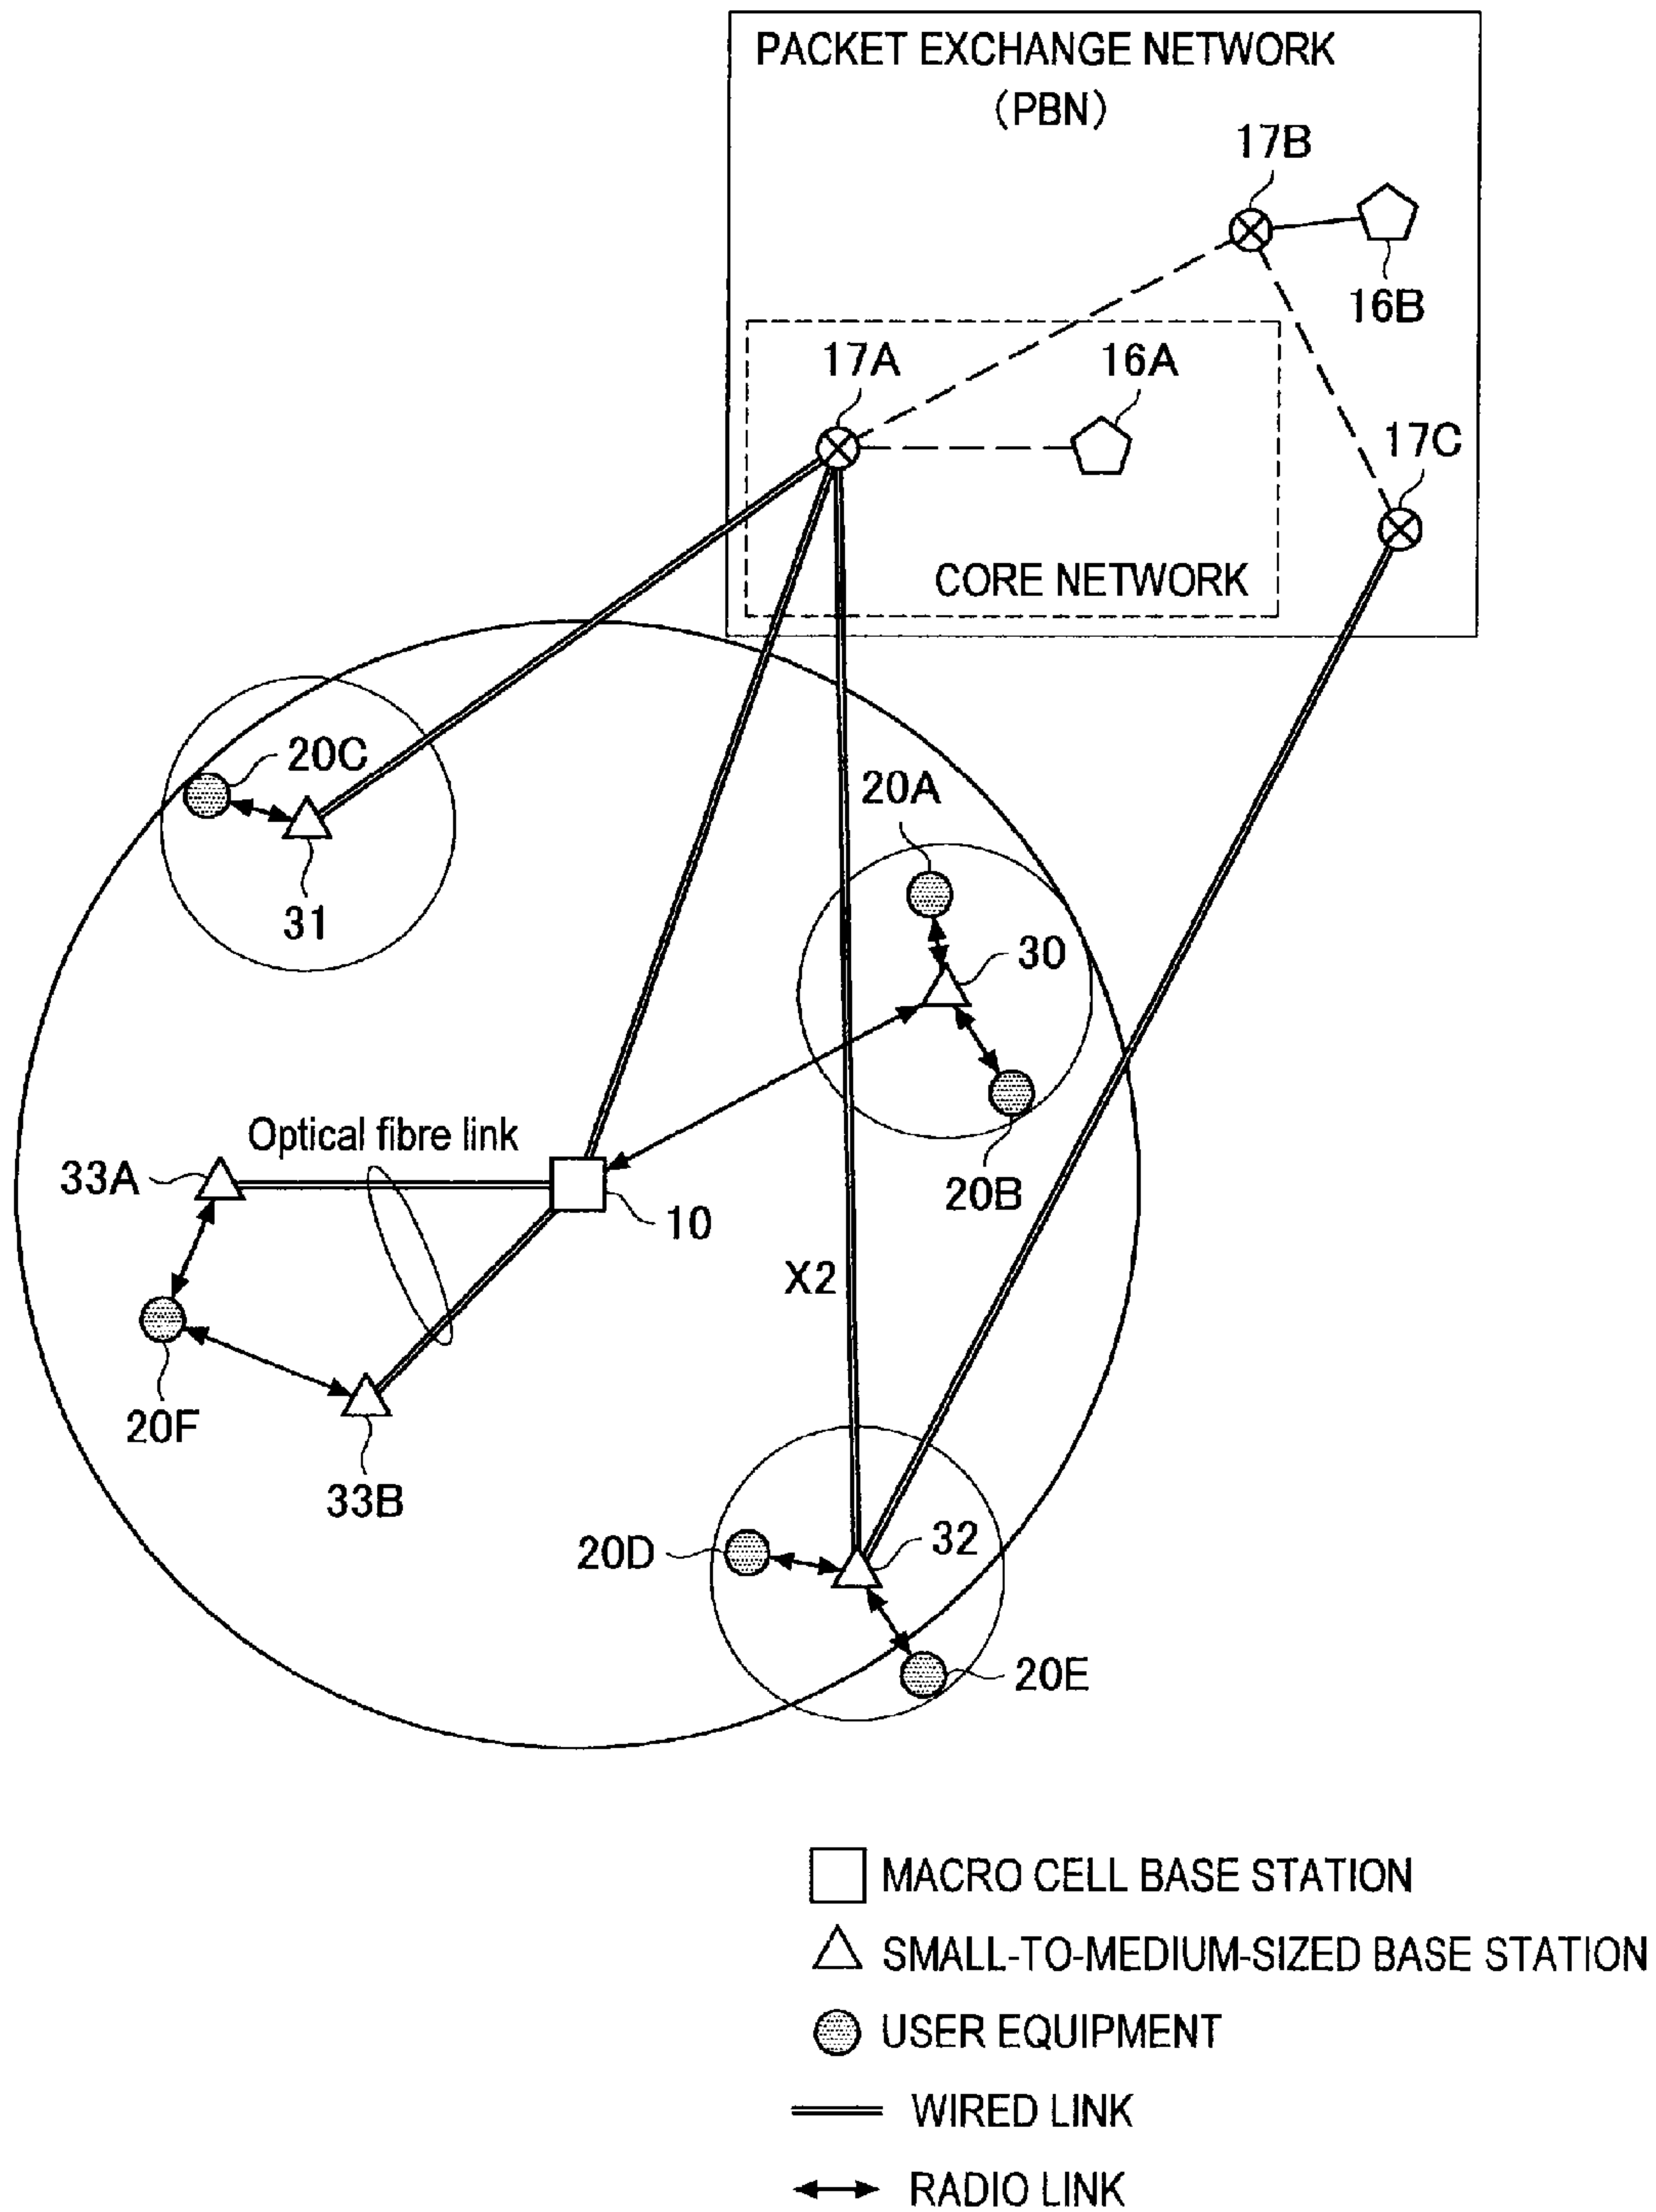 PACKET EXCHANGE NETWORK
(PBN)
17B
16B
17A
16A
17C
CORE NETWORK
20C
31
20A
30
20B
Optical fibre link
33A
10
X2
20F
33B
20D
32
20E
MACRO CELL BASE STATION
SMALL-TO-MEDIUM-SIZED BASE STATION
USER EQUIPMENT
WIRED LINK
RADIO LINK